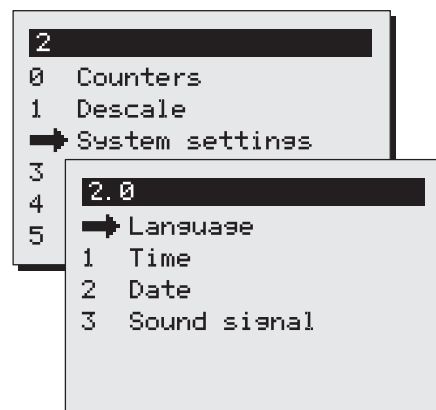 2
0 Counters
1 Descale
System settings
3
4
5
2.0
Language
1 Time
2 Date
3 Sound signal